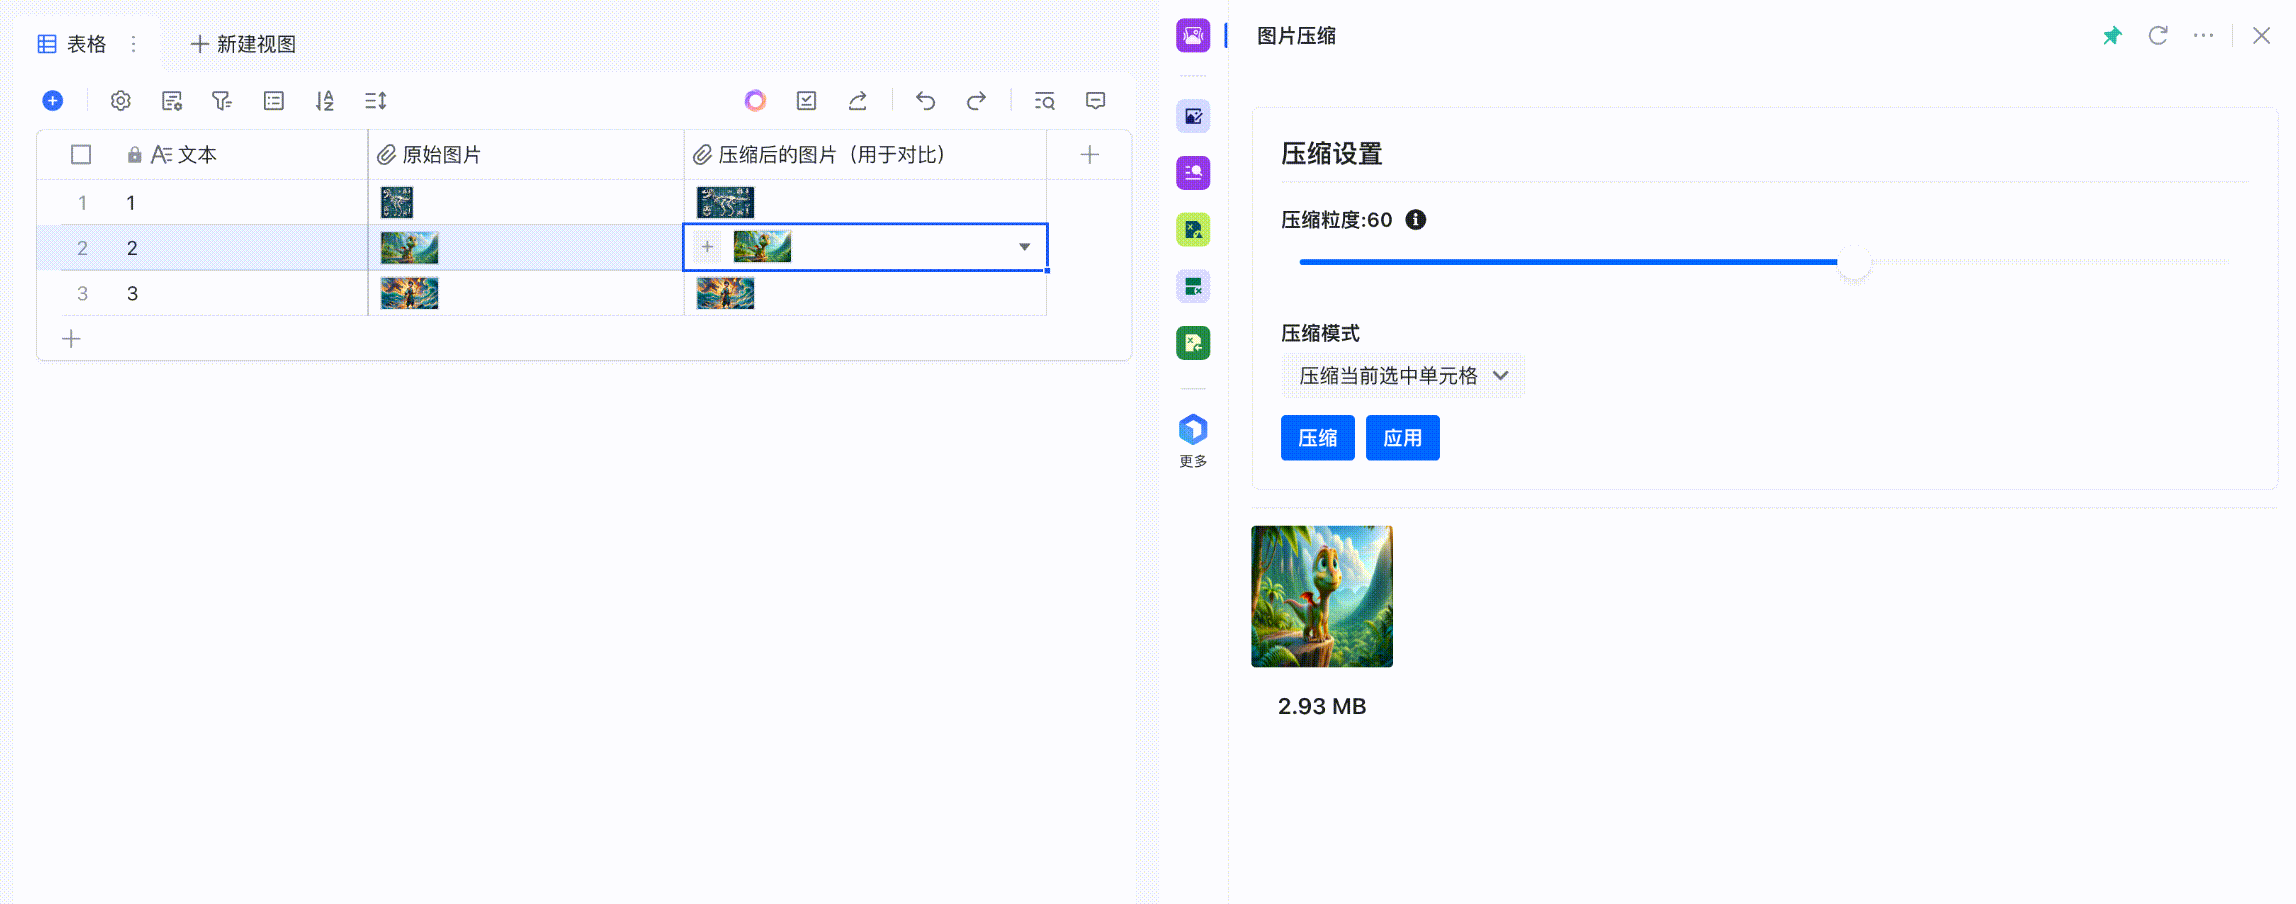 表格
新建视图
文本 原始图片 压缩后的图片（用于对比）
1 1
2 2
3 3
更多
图片压缩
压缩设置
压缩粒度:60
压缩模式
压缩当前选中单元格
压缩 应用
2.93 MB